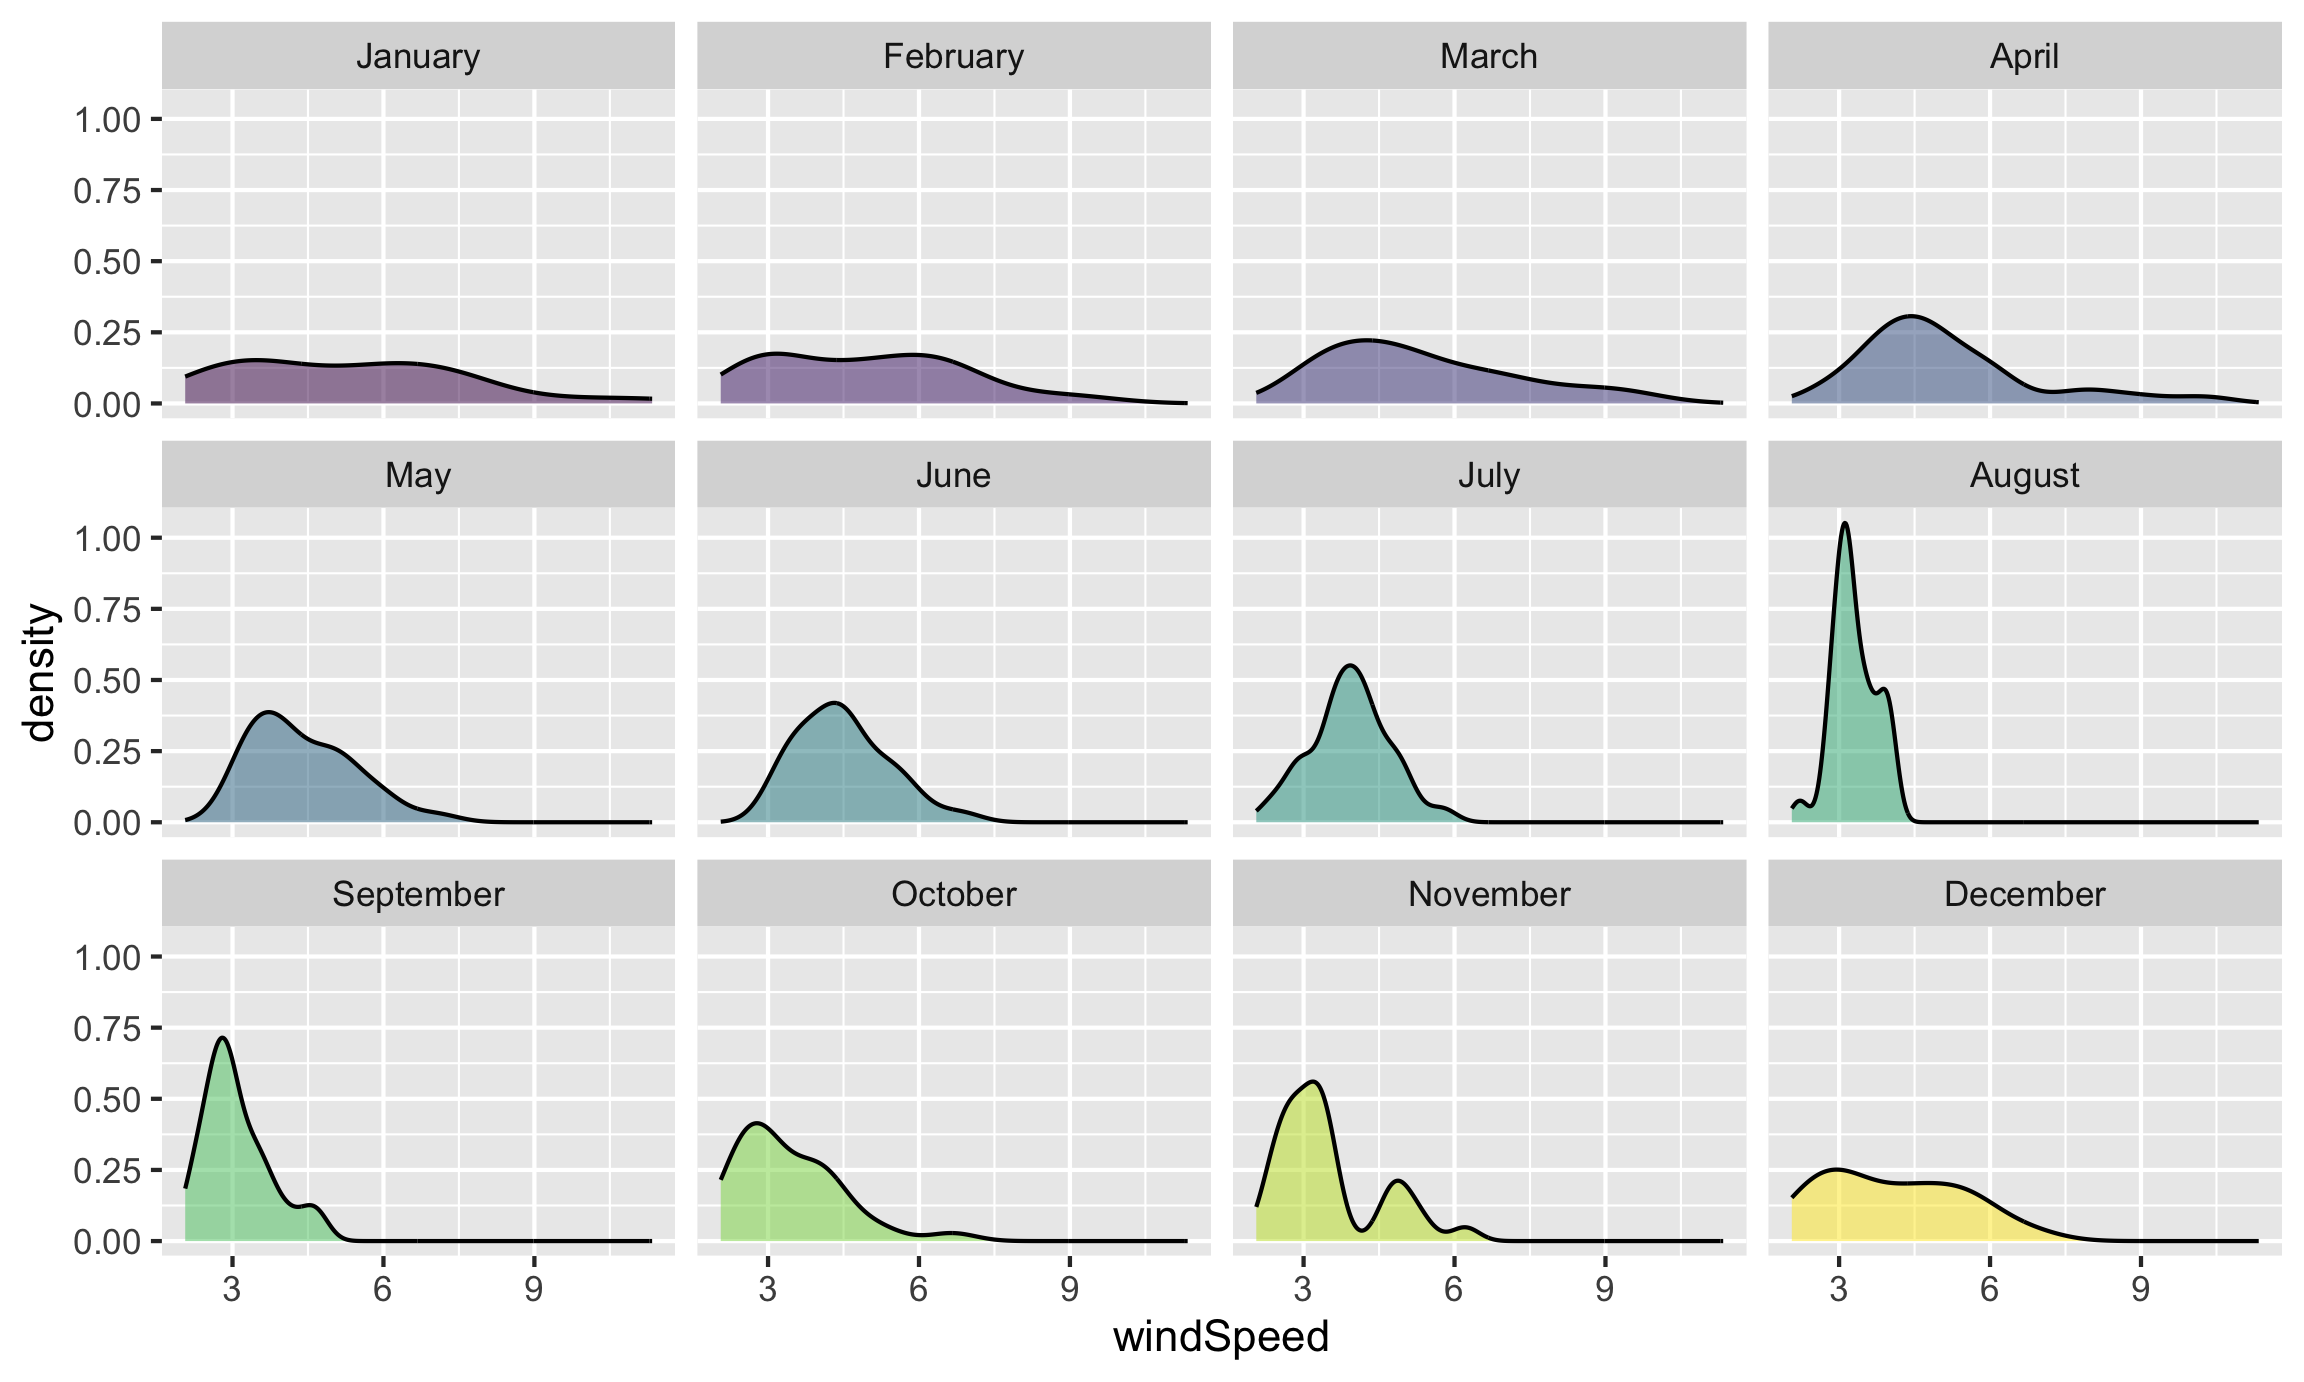 January February March April
1.00
0.75
0.50
0.25
0.00
May June July August
1.00
0.75
0.50
0.25
0.00
September October November December
1.00
0.75
0.50
0.25
0.00
3 6 9 3 6 9 3 6 9 3 6 9
windSpeed
density